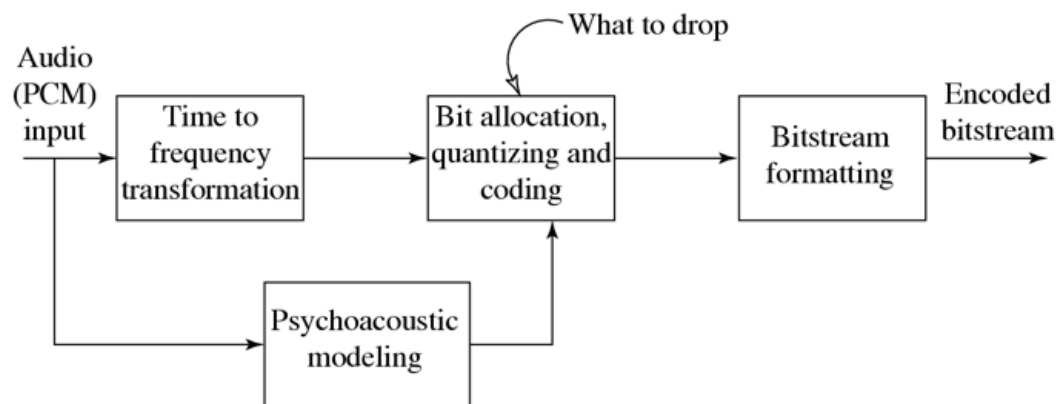 What to drop
Audio
(PCM)
input
Time to
frequency
transformation
Bit allocation,
quantizing and
coding
Bitstream
formatting
Encoded
bitstream
Psychoacoustic
modeling